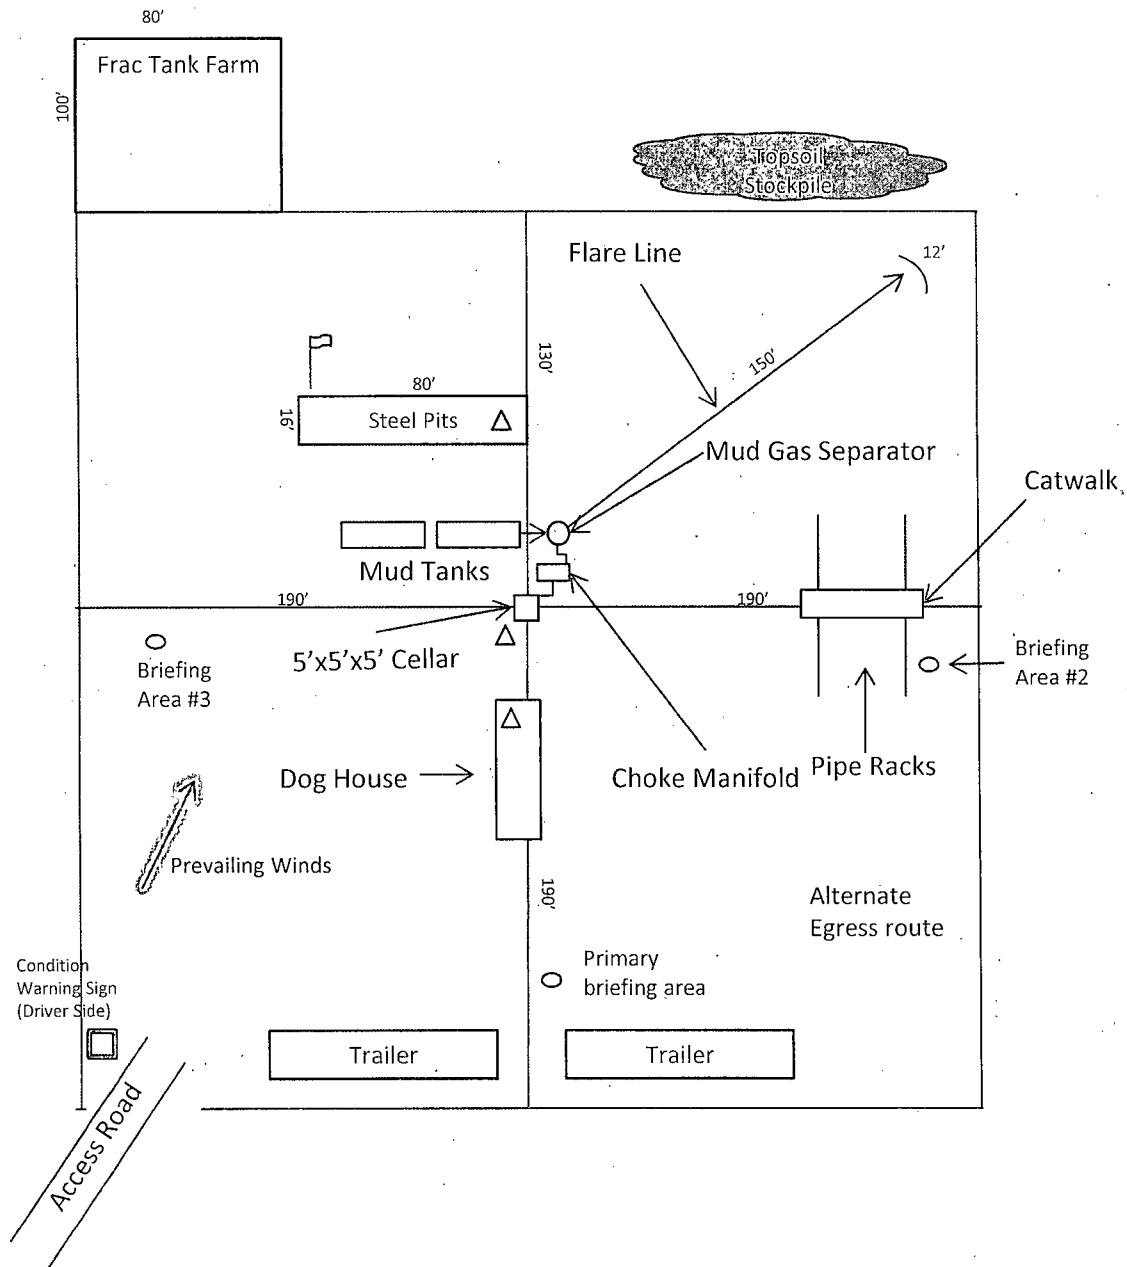 80'
Frac Tank Farm
100'
Topsoil
Stockpile
Flare Line
12'
130'
150'
80'
16'
Steel Pits
Mud Gas Separator
Catwalk
Mud Tanks
190'
190'
5'x5'x5' Cellar
Briefing
Area #3
Briefing
Area #2
Dog House
Choke Manifold
Pipe Racks
Prevailing Winds
190'
Alternate
Egress route
Condition
Warning Sign
(Driver Side)
Primary
briefing area
Trailer
Trailer
Access Road